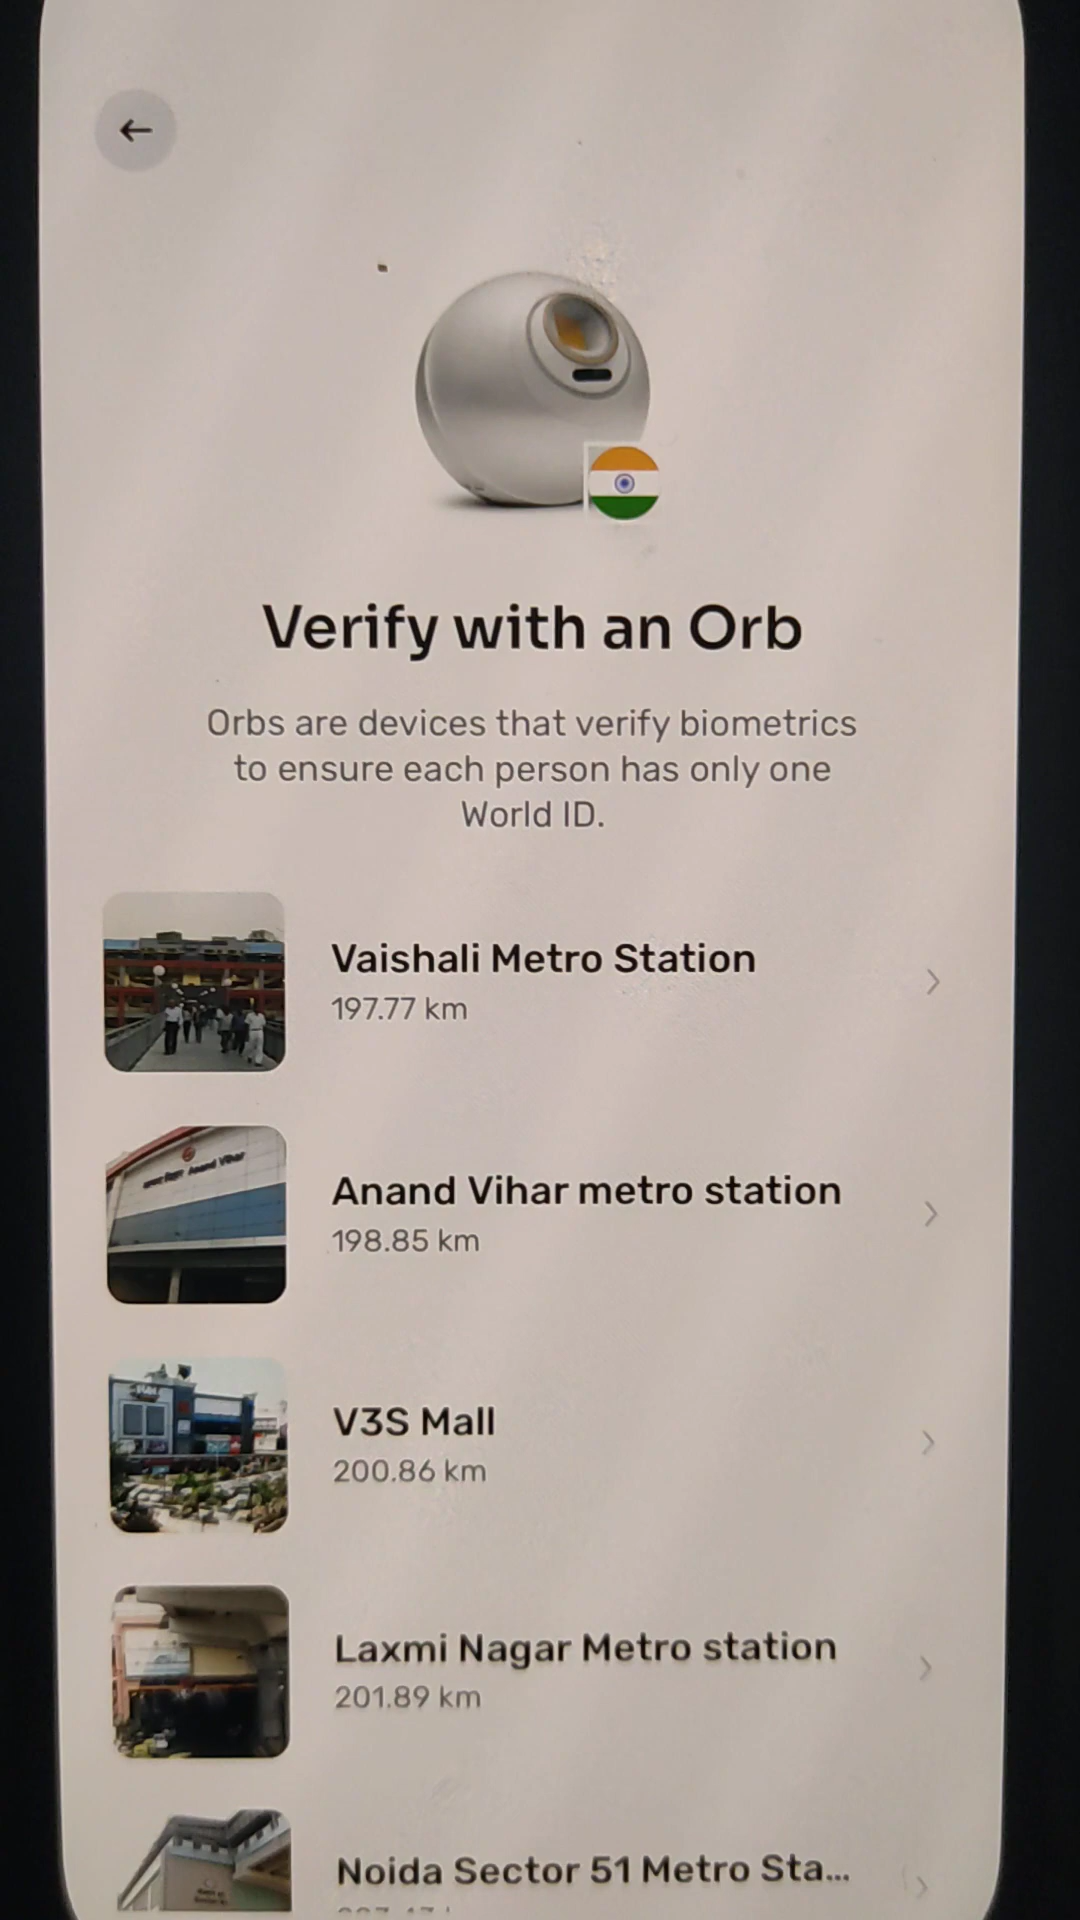 Verify with an Orb
Orbs are devices that verify biometrics
to ensure each person has only one
World ID.
Vaishali Metro Station
197.77 km
Anand Vihar metro station
198.85 km
V3S Mall
200.86 km
Laxmi Nagar Metro station
201.89 km
Noida Sector 51 Metro Sta...